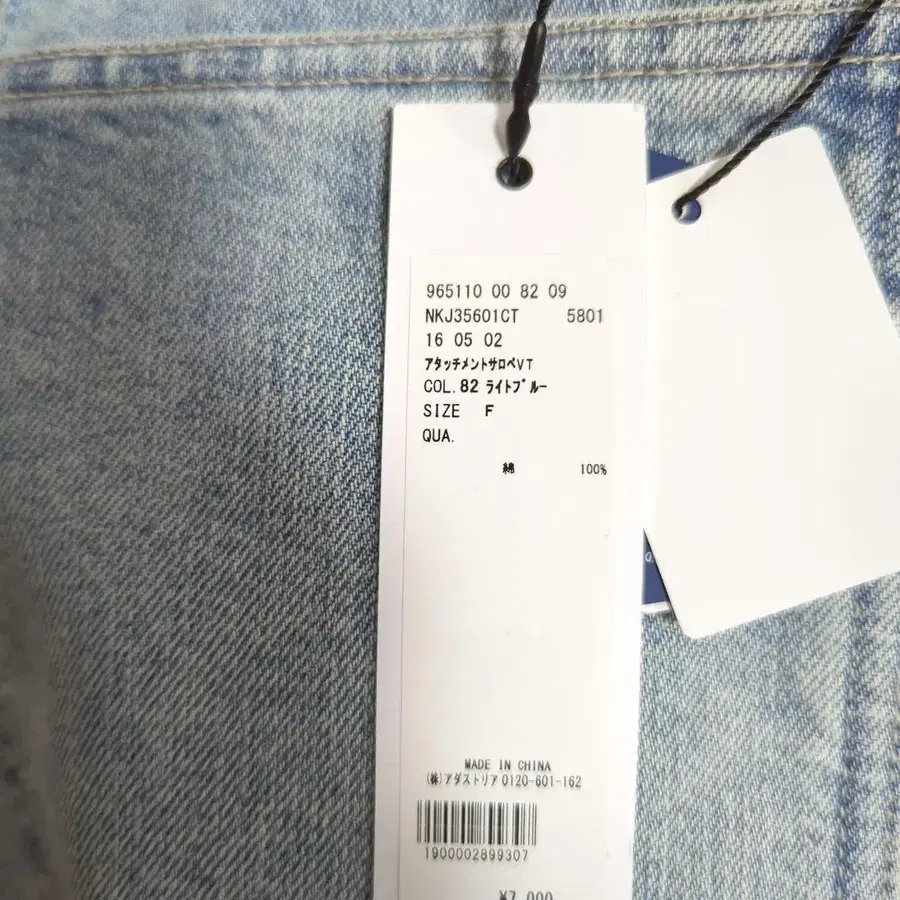 965110 00 82 09
NKJ35601CT 5801
16 05 02
ｱﾀｯﾁﾒﾝﾄｻﾛﾍﾟVT
COL.82 ﾗｲﾄﾌﾞﾙｰ
SIZE F
QUA.
綿 100%
MADE IN CHINA
(株)アダストリア 0120-601-162
1900002899307